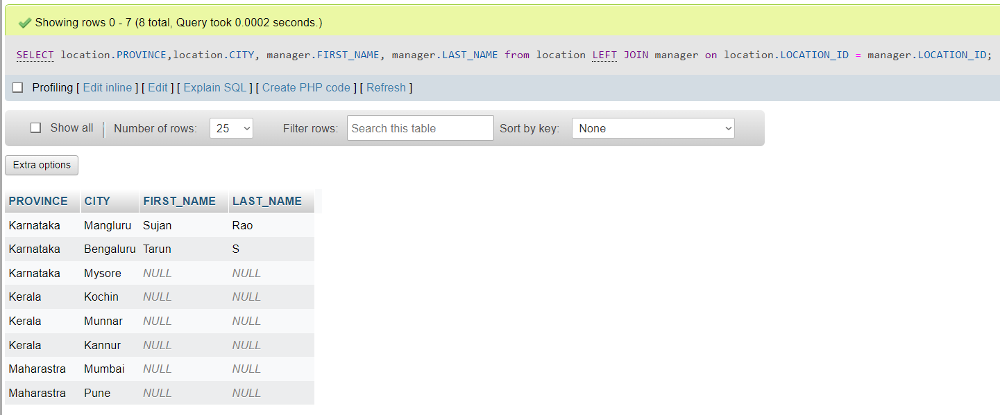 Showing rows 0 - 7 (8 total, Query took 0.0002 seconds.)
SELECT location.PROVINCE,location.CITY, manager.FIRST_NAME, manager.LAST_NAME from location LEFT JOIN manager on location.LOCATION_ID = manager.LOCATION_ID;
Profiling [ Edit inline ] [ Edit ] [ Explain SQL ] [ Create PHP code ] [ Refresh ]
Show all Number of rows: 25 Filter rows: Search this table Sort by key: None
Extra options
PROVINCE CITY FIRST_NAME LAST_NAME
Karnataka Mangluru Sujan Rao
Karnataka Bengaluru Tarun S
Karnataka Mysore NULL NULL
Kerala Kochin NULL NULL
Kerala Munnar NULL NULL
Kerala Kannur NULL NULL
Maharastra Mumbai NULL NULL
Maharastra Pune NULL NULL